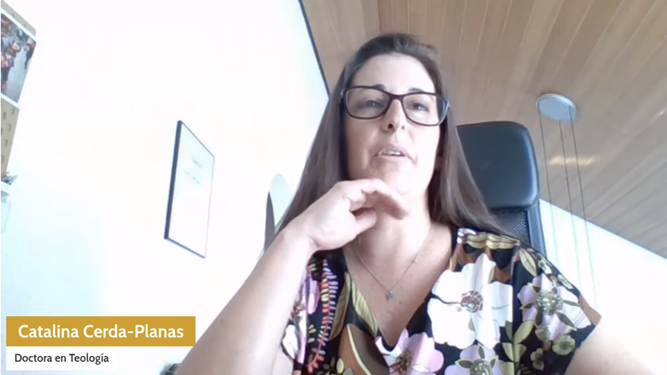 Catalina Cerda-Planas
Doctora en Teología